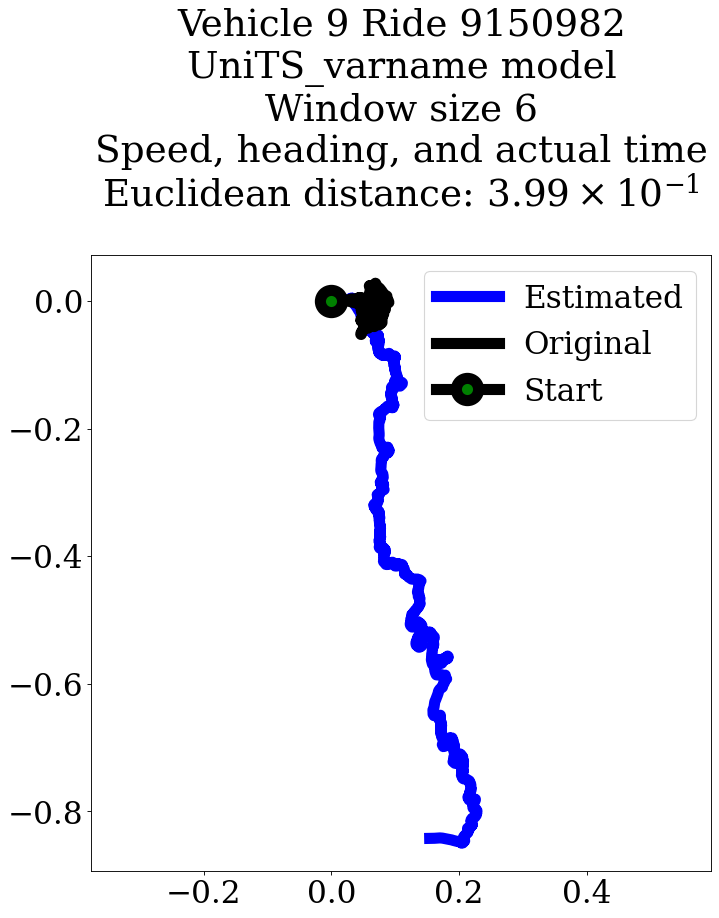 Vehicle 9 Ride 9150982
UniTS_varname model
Window size 6
Speed, heading, and actual time
Euclidean distance: 3.99 × 10⁻¹
Estimated
Original
Start
0.0
−0.2
−0.4
−0.6
−0.8
−0.2
0.0
0.2
0.4